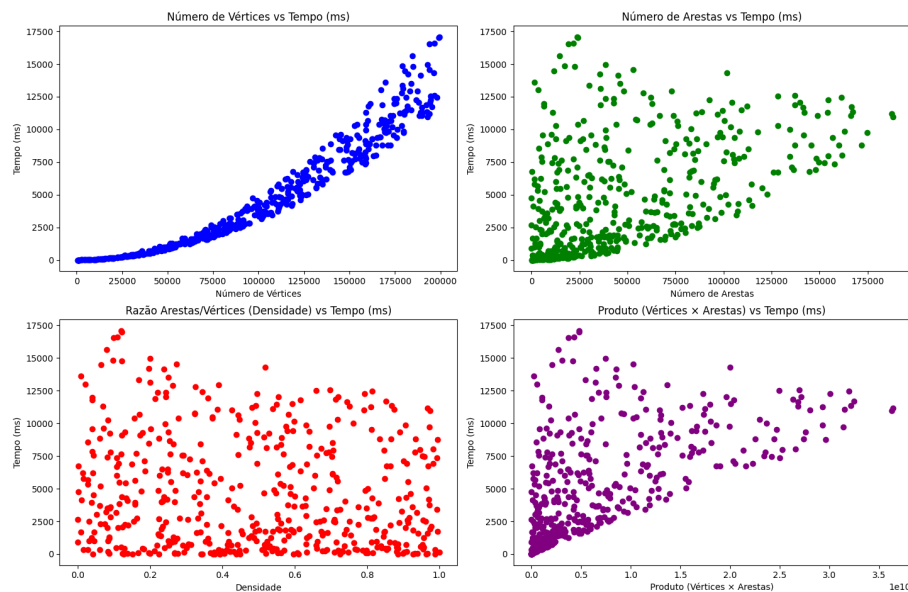 Número de Vértices vs Tempo (ms)
Tempo (ms)
17500
15000
12500
10000
7500
5000
2500
0
0 25000 50000 75000 100000 125000 150000 175000 200000
Número de Vértices
Número de Arestas vs Tempo (ms)
Tempo (ms)
17500
15000
12500
10000
7500
5000
2500
0
0 25000 50000 75000 100000 125000 150000 175000
Número de Arestas
Razão Arestas/Vértices (Densidade) vs Tempo (ms)
Tempo (ms)
17500
15000
12500
10000
7500
5000
2500
0
0.0 0.2 0.4 0.6 0.8 1.0
Densidade
Produto (Vértices × Arestas) vs Tempo (ms)
Tempo (ms)
17500
15000
12500
10000
7500
5000
2500
0
0.0 0.5 1.0 1.5 2.0 2.5 3.0 3.5
1e10
Produto (Vértices × Arestas)